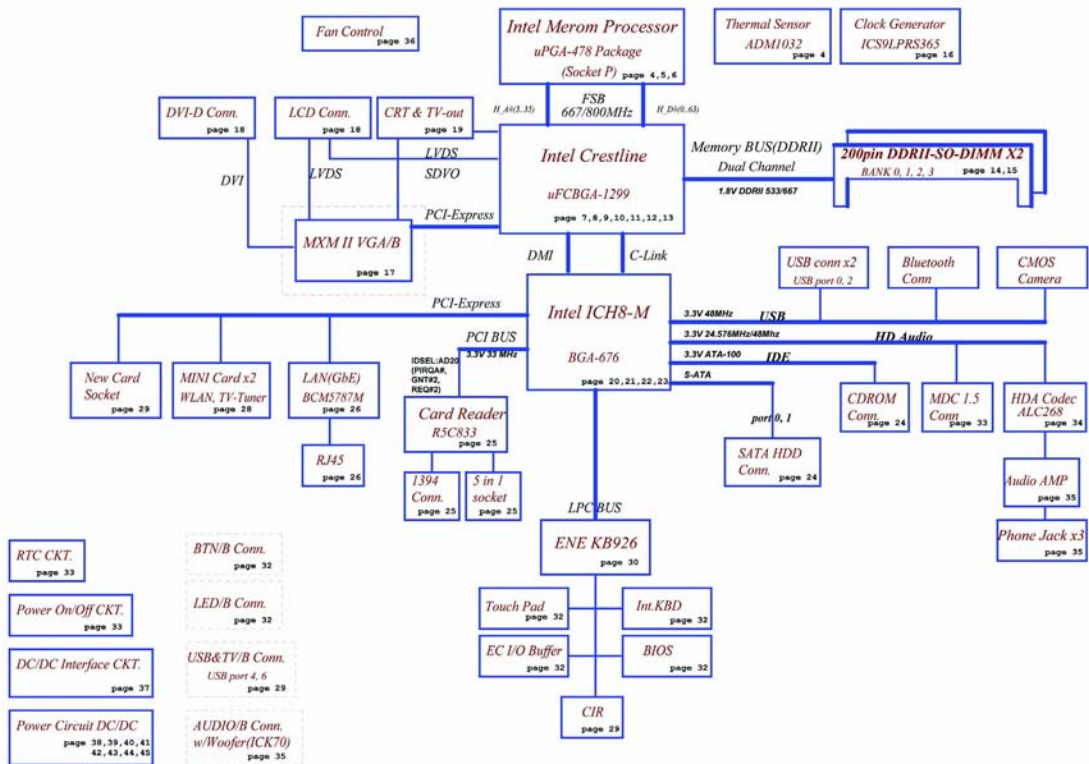 Fan Control
page 36
Intel Merom Processor
uPGA-478 Package
(Socket P)
page 4,5,6
Thermal Sensor
ADM1032
page 4
Clock Generator
ICS9LPRS365
page 16
H_A#(3..35)
FSB
667/800MHz
H_D#(0..63)
DVI-D Conn.
page 18
LCD Conn.
page 18
CRT & TV-out
page 19
Intel Crestline
uFCBGA-1299
page 7,8,9,10,11,12,13
Memory BUS(DDRII)
Dual Channel
1.8V DDRII 533/667
200pin DDRII-SO-DIMM X2
BANK 0, 1, 2, 3
page 14,15
DVI
LVDS
LVDS
SDVO
PCI-Express
MXM II VGA/B
page 17
DMI
C-Link
USB conn x2
USB port 0, 2
Bluetooth
Conn
CMOS
Camera
Intel ICH8-M
BGA-676
page 20,21,22,23
PCI-Express
PCI BUS
3.3V 33 MHz
IDSEL:AD20
(PIRQA#,
GNT#2,
REQ#2)
3.3V 48MHz
USB
3.3V 24.576MHz/48Mhz
HD Audio
3.3V ATA-100
IDE
S-ATA
port 0, 1
New Card
Socket
page 29
MINI Card x2
WLAN, TV-Tuner
page 28
LAN(GbE)
BCM5787M
page 26
RJ45
page 26
Card Reader
R5C833
page 25
1394
Conn.
page 25
5 in 1
socket
page 25
CDROM
Conn.
page 24
MDC 1.5
Conn
page 33
HDA Codec
ALC268
page 34
SATA HDD
Conn.
page 24
Audio AMP
page 35
Phone Jack x3
page 35
LPC BUS
ENE KB926
page 30
Touch Pad
page 32
Int.KBD
page 32
EC I/O Buffer
page 32
BIOS
page 32
CIR
page 29
RTC CKT.
page 33
Power On/Off CKT.
page 33
DC/DC Interface CKT.
page 37
Power Circuit DC/DC
page 38,39,40,41
42,43,44,45
BTN/B Conn.
page 32
LED/B Conn.
page 32
USB&TV/B Conn.
USB port 4, 6
page 29
AUDIO/B Conn.
w/Woofer(ICK70)
page 35